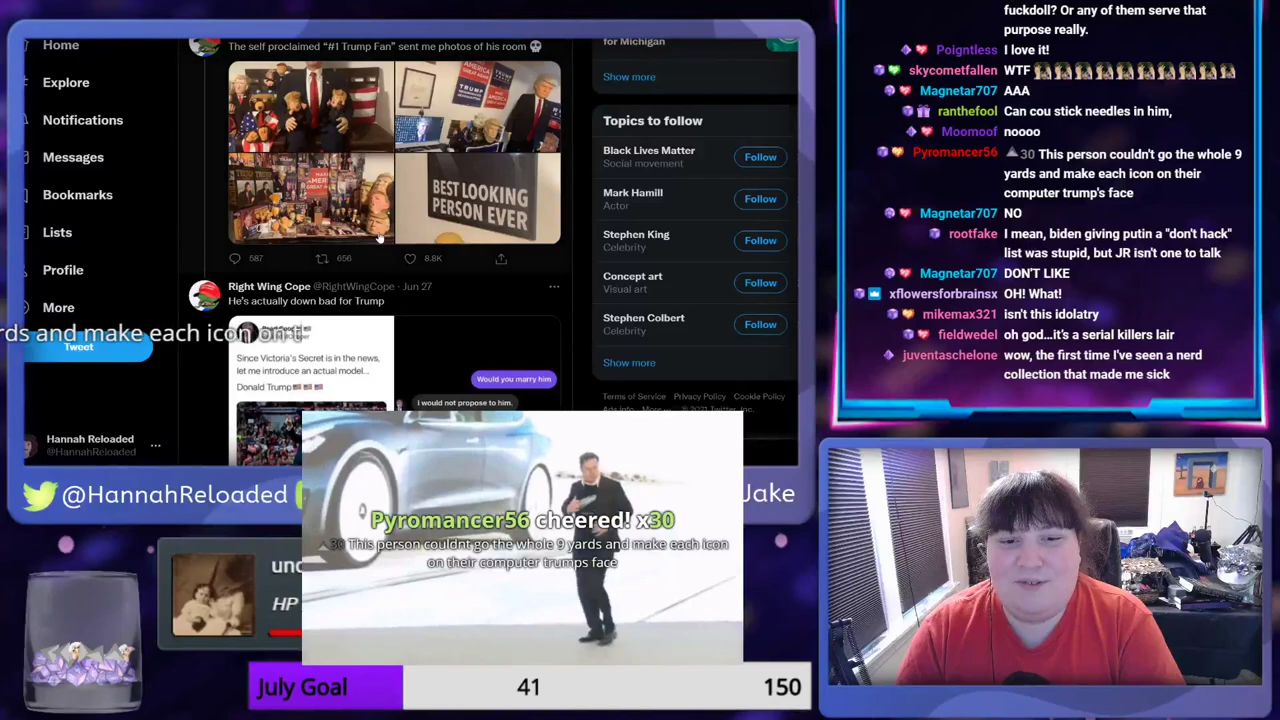 Home
Explore
Notifications
Messages
Bookmarks
Lists
Profile
More
Tweet
Hannah Reloaded
@HannahReloaded
The self proclaimed “#1 Trump Fan” sent me photos of his room 💀
BEST LOOKING
PERSON EVER
587
656
8.8K
Right Wing Cope @RightWingCope · Jun 27
He's actually down bad for Trump
Since Victoria's Secret is in the news,
let me introduce an actual model...
Donald Trump
Would you marry him
I would not propose to him.
for Michigan
Show more
Topics to follow
Black Lives Matter
Social movement
Follow
Mark Hamill
Actor
Follow
Stephen King
Celebrity
Follow
Concept art
Visual art
Follow
Stephen Colbert
Celebrity
Follow
Show more
Terms of Service Privacy Policy Cookie Policy
Ads info More © 2021 Twitter, Inc.
rds and make each icon on t
@HannahReloaded
Jake
HP
Pyromancer56 cheered! x30
30 This person couldnt go the whole 9 yards and make each icon
on their computer trumps face
July Goal
41
150
fuckdoll? Or any of them serve that
purpose really.
Poigntless I love it!
skycometfallen WTF
Magnetar707 AAA
ranthefool Can cou stick needles in him,
Moomoof noooo
Pyromancer56 30 This person couldn't go the whole 9
yards and make each icon on their
computer trump's face
Magnetar707 NO
rootfake I mean, biden giving putin a "don't hack"
list was stupid, but JR isn't one to talk
Magnetar707 DON'T LIKE
xflowersforbrainsx OH! What!
mikemax321 isn't this idolatry
fieldwedel oh god...it's a serial killers lair
juventaschelone wow, the first time I've seen a nerd
collection that made me sick